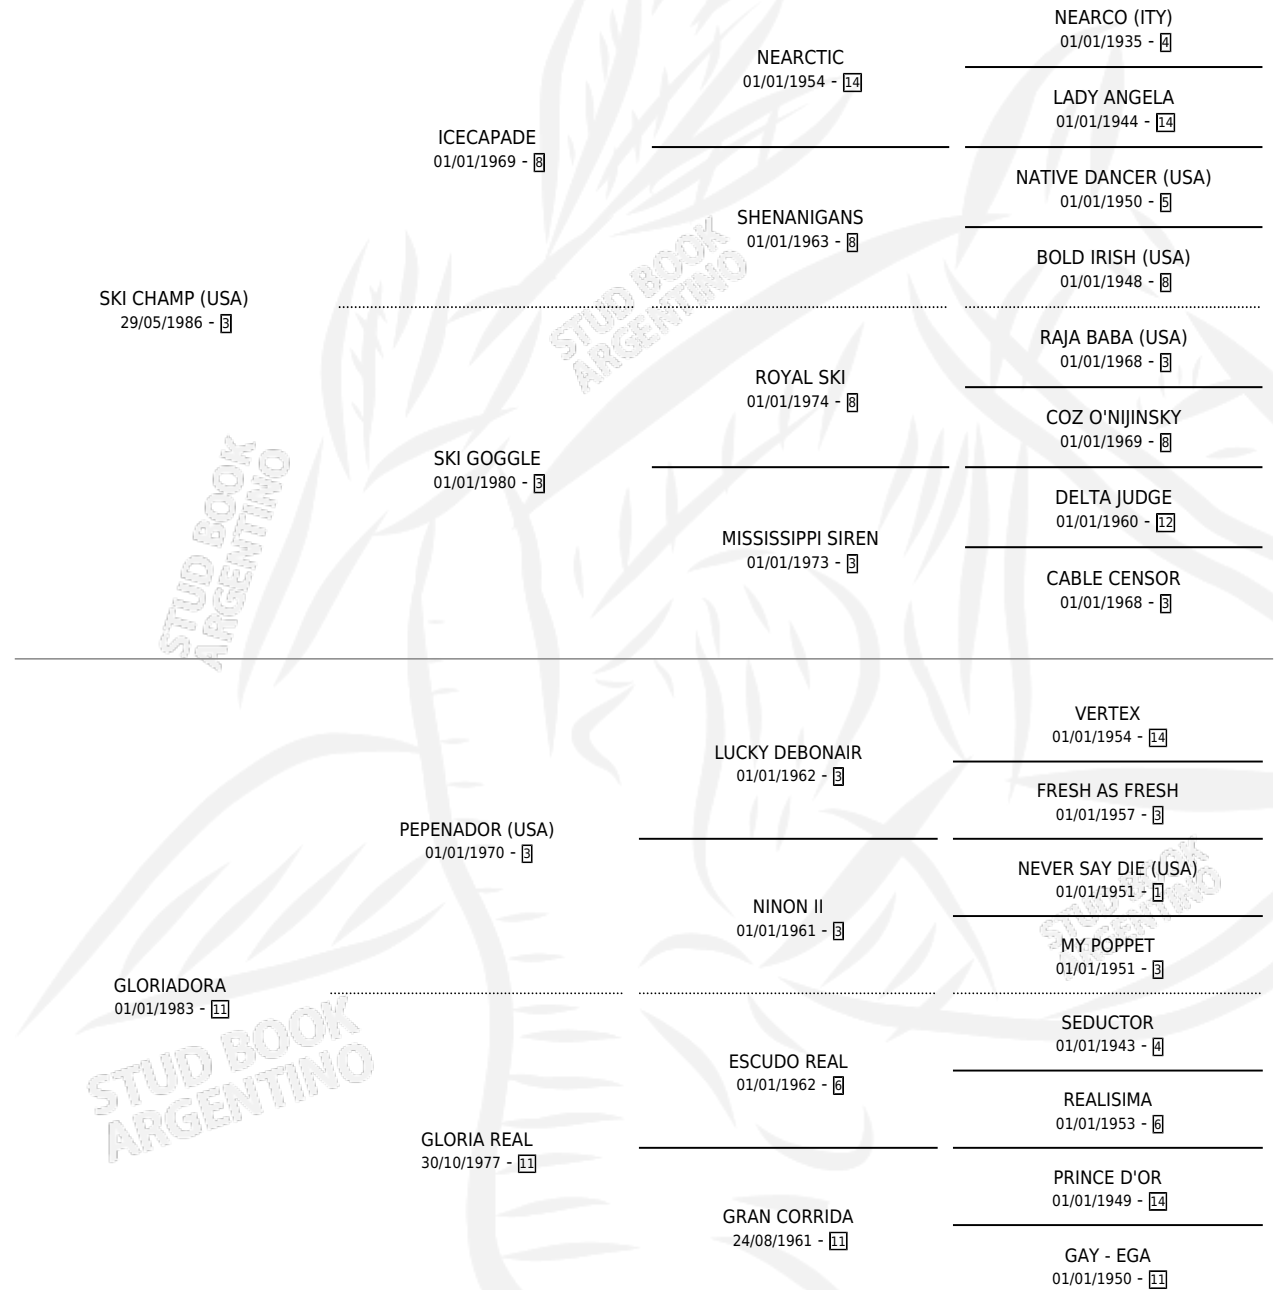 NEARCO (ITY)
01/01/1935 - 4
NEARCTIC
01/01/1954 - 14
LADY ANGELA
01/01/1944 - 14
ICECAPADE
01/01/1969 - 8
NATIVE DANCER (USA)
01/01/1950 - 5
SHENANIGANS
01/01/1963 - 8
BOLD IRISH (USA)
01/01/1948 - 8
SKI CHAMP (USA)
29/05/1986 - 3
STUD BOOK
ARGENTINO
RAJA BABA (USA)
01/01/1968 - 3
ROYAL SKI
01/01/1974 - 8
COZ O'NIJINSKY
01/01/1969 - 8
SKI GOGGLE
01/01/1980 - 3
DELTA JUDGE
01/01/1960 - 12
MISSISSIPPI SIREN
01/01/1973 - 3
CABLE CENSOR
01/01/1968 - 3
STUD BOOK
ARGENTINO
VERTEX
01/01/1954 - 14
LUCKY DEBONAIR
01/01/1962 - 3
FRESH AS FRESH
01/01/1957 - 3
PEPENADOR (USA)
01/01/1970 - 3
NEVER SAY DIE (USA)
01/01/1951 - 1
NINON II
01/01/1961 - 3
MY POPPET
01/01/1951 - 3
STUD BOOK
ARGENTINO
GLORIADORA
01/01/1983 - 11
SEDUCTOR
01/01/1943 - 4
ESCUDO REAL
01/01/1962 - 6
REALISIMA
01/01/1953 - 6
STUD BOOK
ARGENTINO
GLORIA REAL
30/10/1977 - 11
PRINCE D'OR
01/01/1949 - 14
GRAN CORRIDA
24/08/1961 - 11
GAY - EGA
01/01/1950 - 11